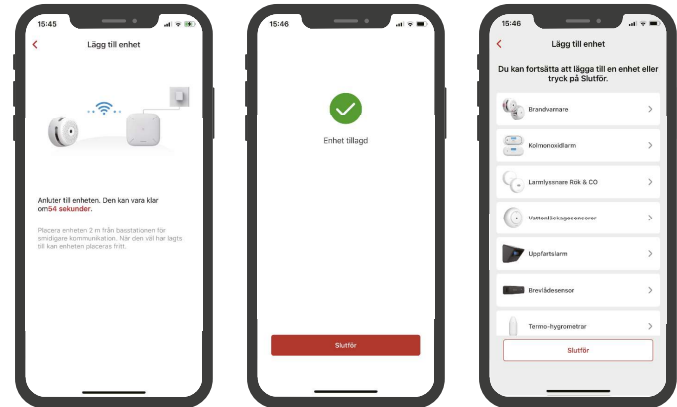 15:45
Lägg till enhet
Anluter till enheten. Den kan vara klar
om54 sekunder.
Placera enheten 2 m från basstationen för
smidigare kommunikation. När den väl har lagts
till kan enheten placeras fritt.
15:46
Enhet tillagd
Slutför
15:46
Lägg till enhet
Du kan fortsätta att lägga till en enhet eller
tryck på Slutför.
Brandvarnare
Kolmonoxidlarm
Larmlyssnare Rök & CO
Vattenläckagesensorer
Uppfartslarm
Brevlådesensor
Termo-hygrometrar
Slutför